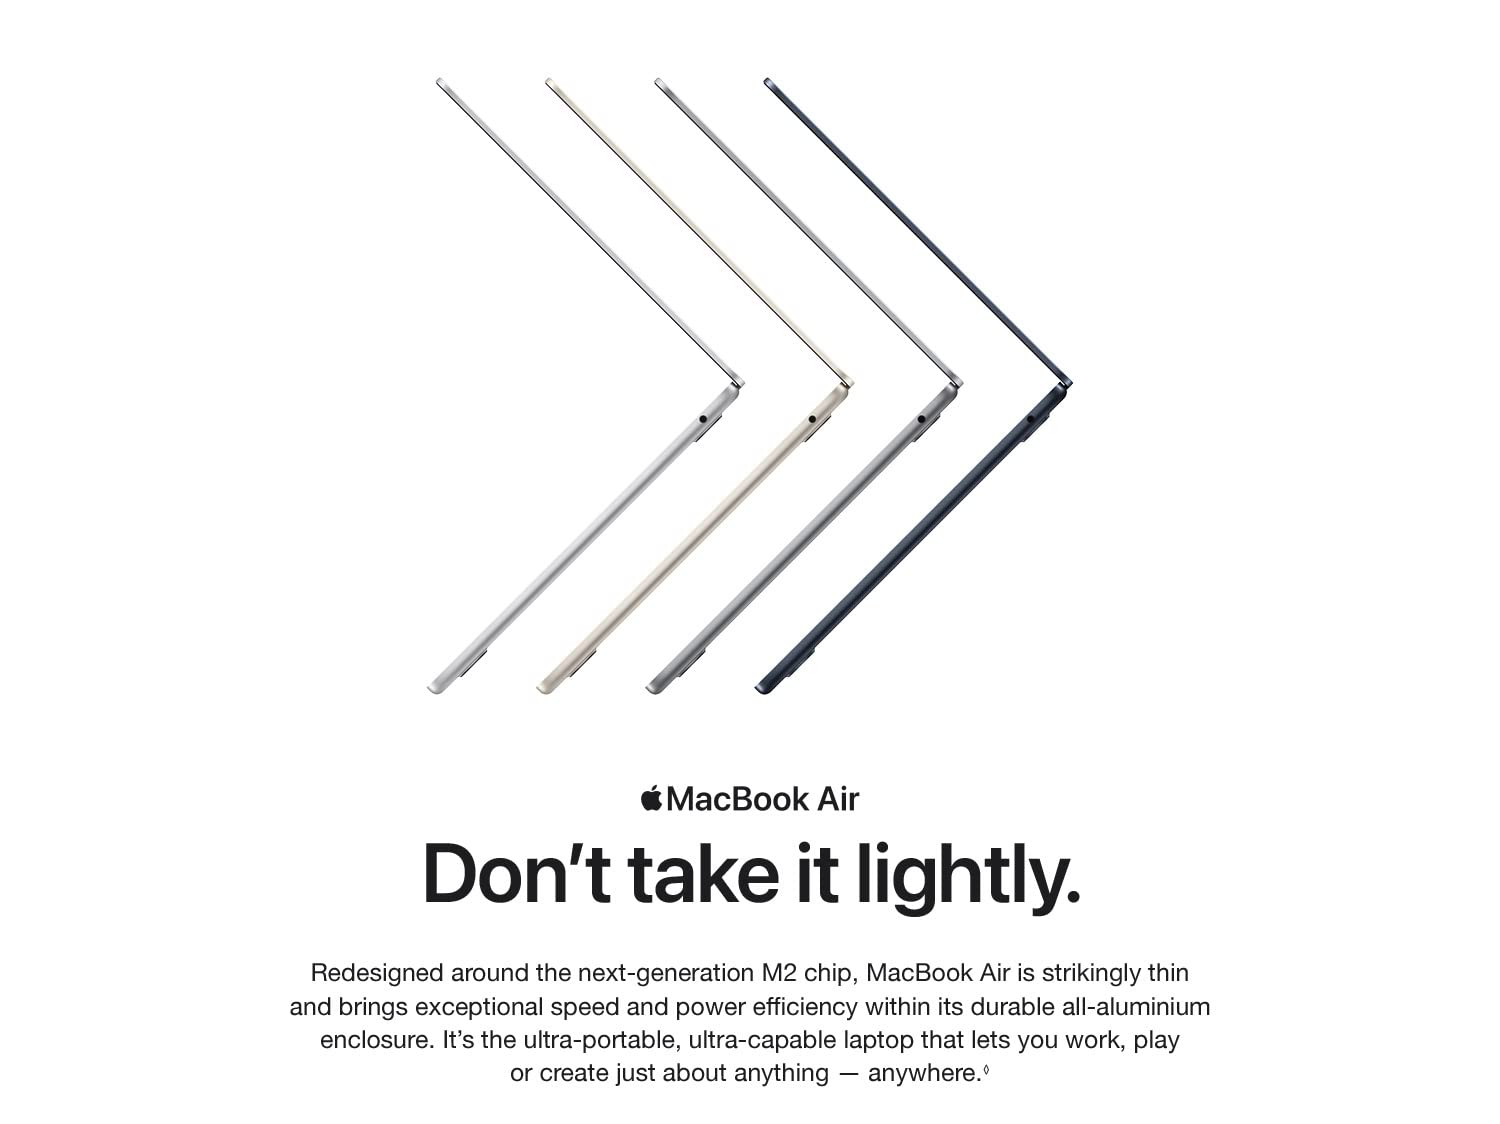 MacBook Air
Don’t take it lightly.
Redesigned around the next-generation M2 chip, MacBook Air is strikingly thin
and brings exceptional speed and power efficiency within its durable all-aluminium
enclosure. It’s the ultra-portable, ultra-capable laptop that lets you work, play
or create just about anything — anywhere.◊